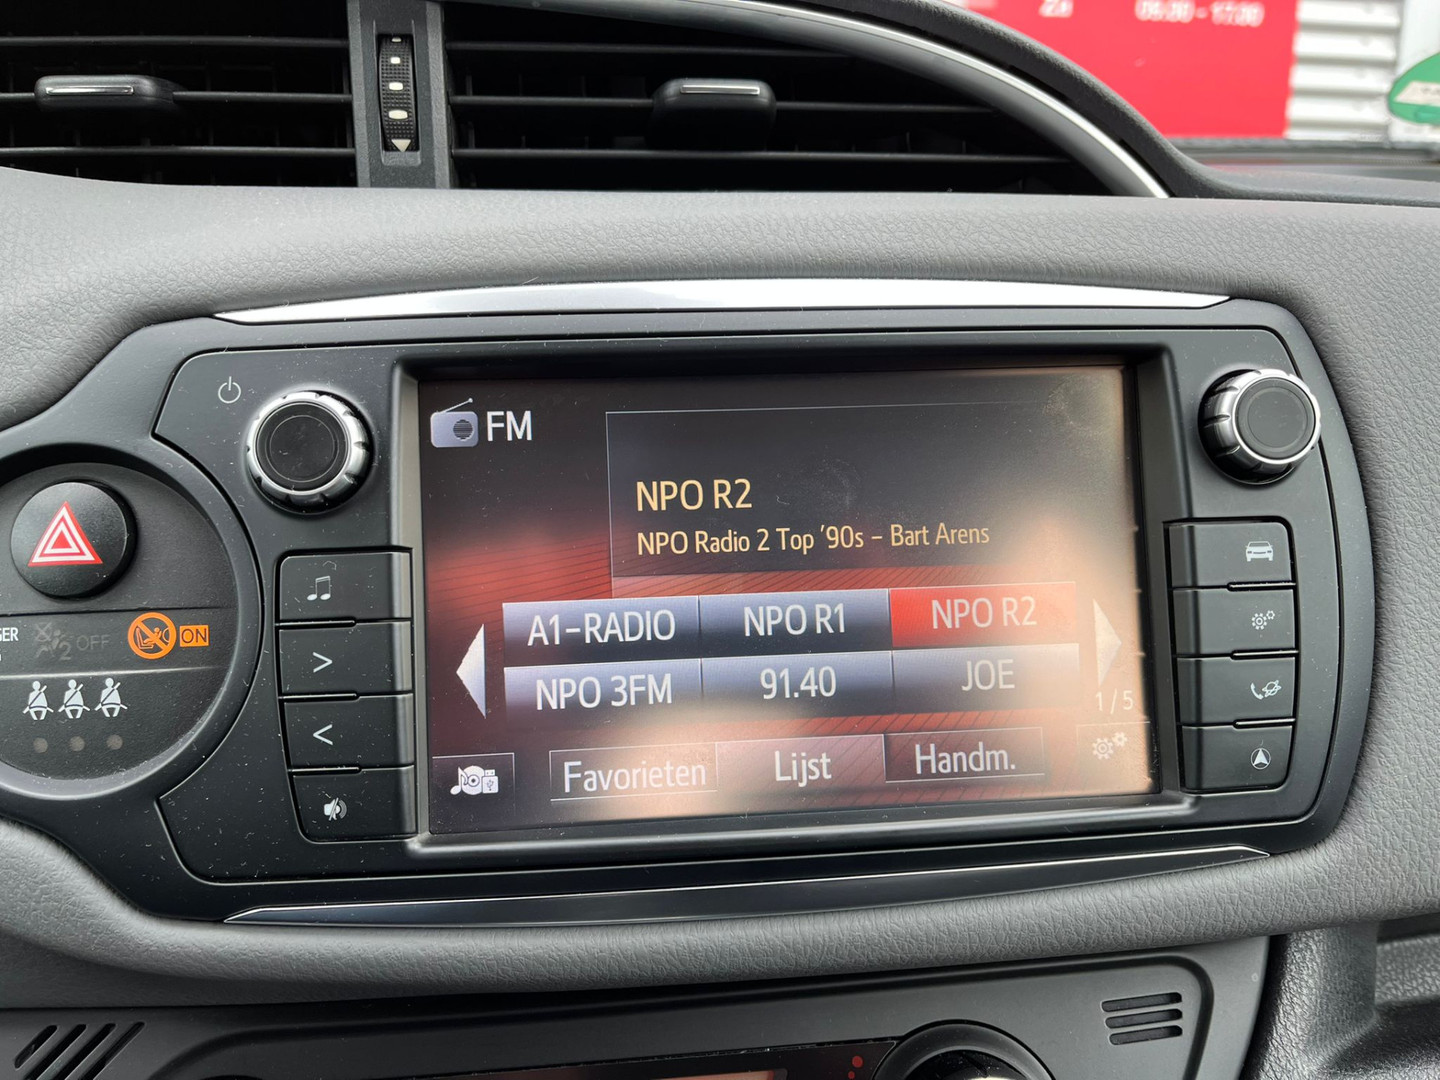 FM
NPO R2
NPO Radio 2 Top '90s - Bart Arens
A1-RADIO NPO R1 NPO R2
NPO 3FM 91.40 JOE
1/5
Favorieten Lijst Handm.
2 OFF ON